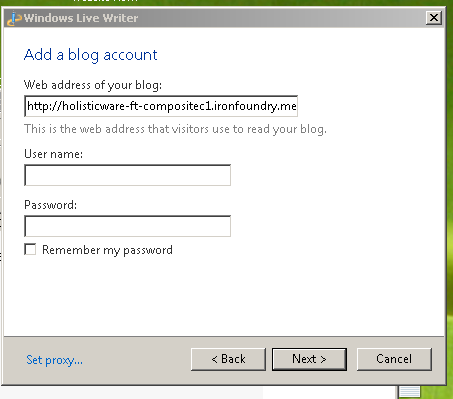 Windows Live Writer
Add a blog account
Web address of your blog:
http://holisticware-ft-compositec1.ironfoundry.me
This is the web address that visitors use to read your blog.
User name:
Password:
Remember my password
Set proxy...
< Back
Next >
Cancel